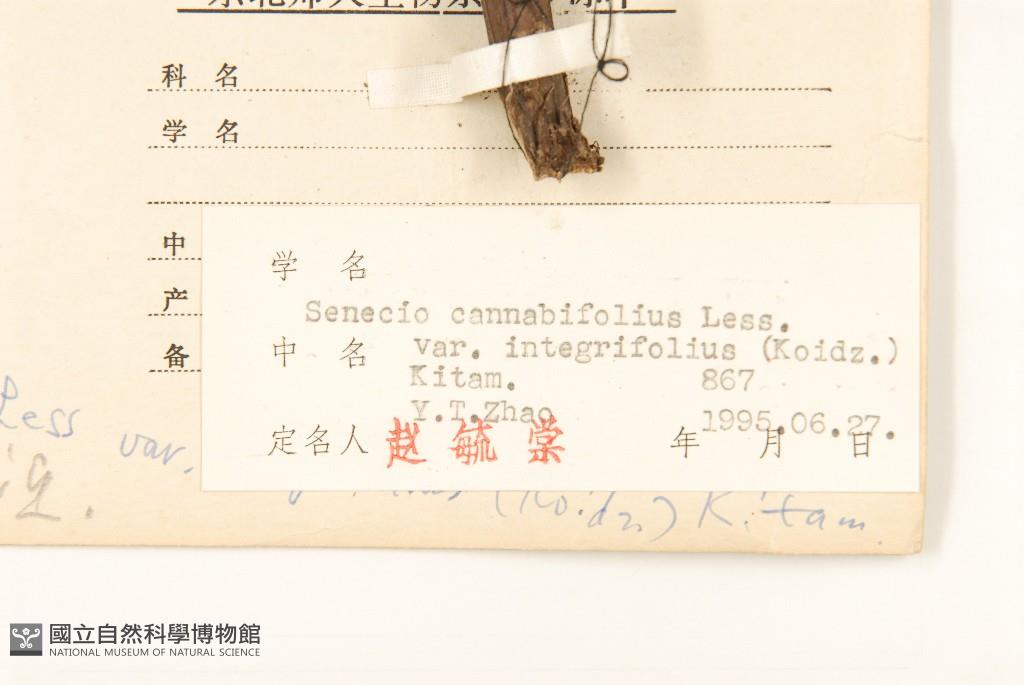 科 名
学 名
中
产
备
学 名
Senecio cannabifolius Less.
中 名 var. integrifolius (Koidz.)
Kitam. 867
Y.T.Zhao 1995.06.27.
定名人 赵 毓 棠 年 月 日
Less
var.
(Koidz) Kitam.
國立自然科學博物館
NATIONAL MUSEUM OF NATURAL SCIENCE